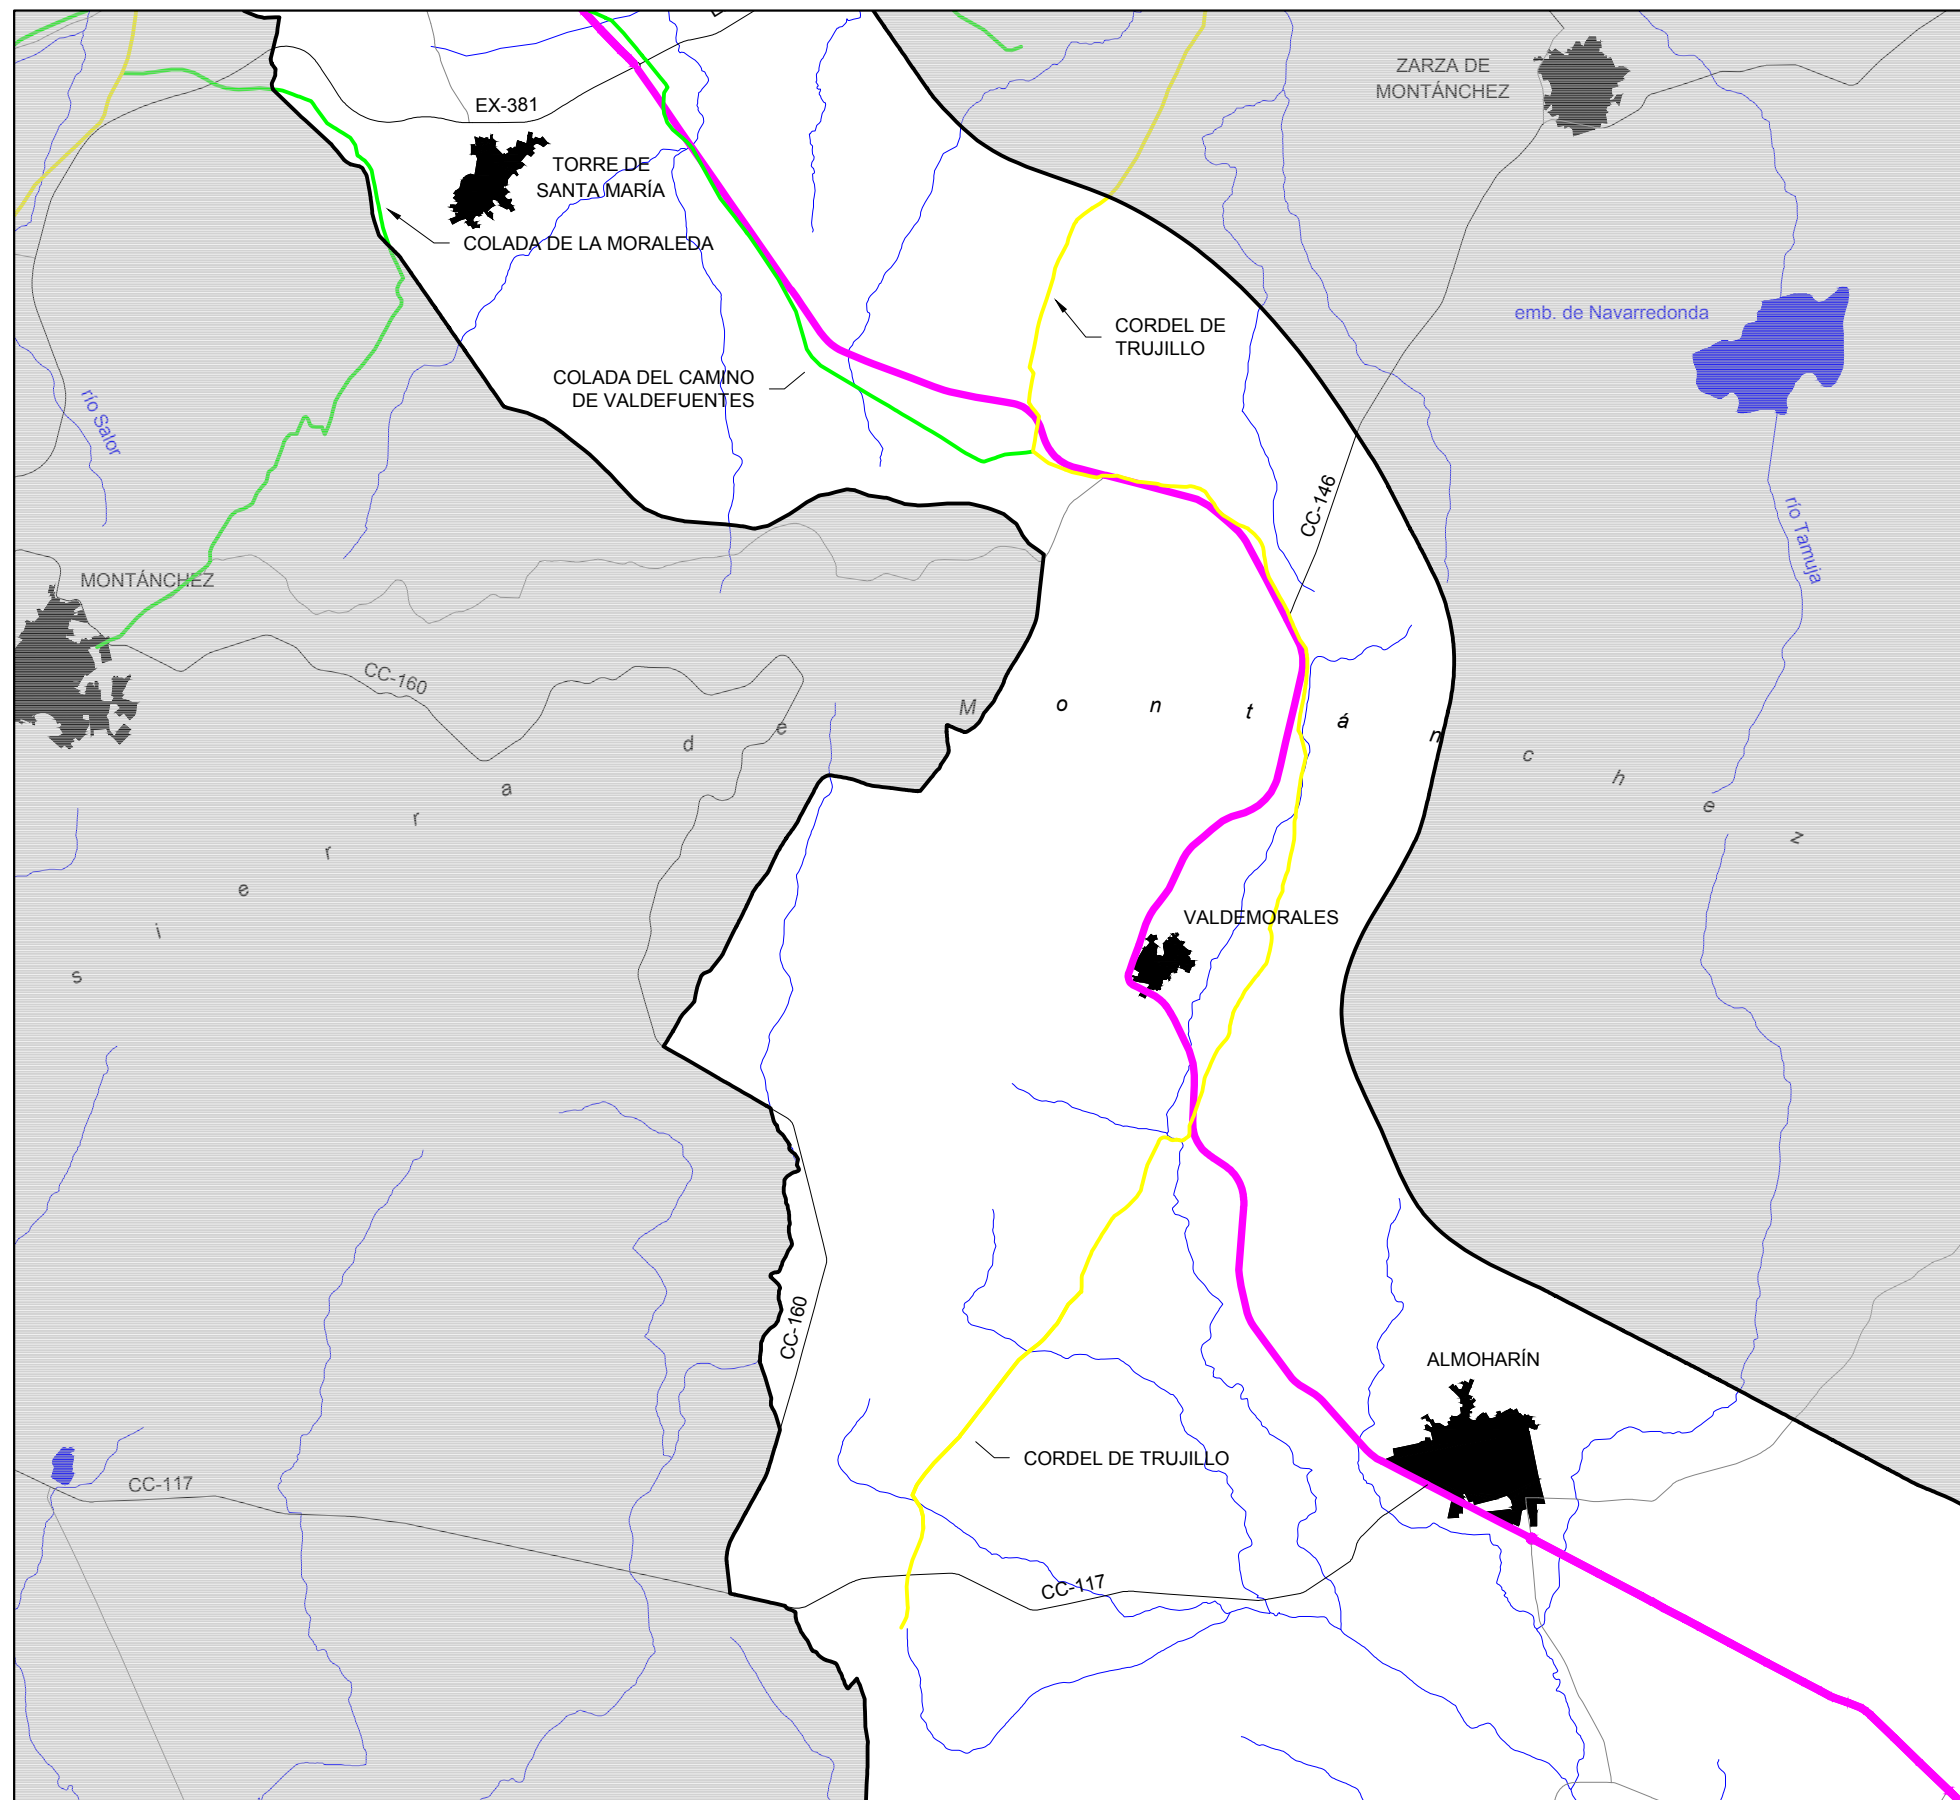 ZARZA DE
MONTÁNCHEZ
EX-381
TORRE DE
SANTA MARÍA
COLADA DE LA MORALEDA
emb. de Navarredonda
CORDEL DE
TRUJILLO
COLADA DEL CAMINO
DE VALDEFUENTES
río Salor
CC-146
río Tamuja
MONTÁNCHEZ
CC-160
s i e r r a d e M o n t á n c h e z
VALDEMORALES
CC-160
ALMOHARÍN
CORDEL DE TRUJILLO
CC-117
CC-117